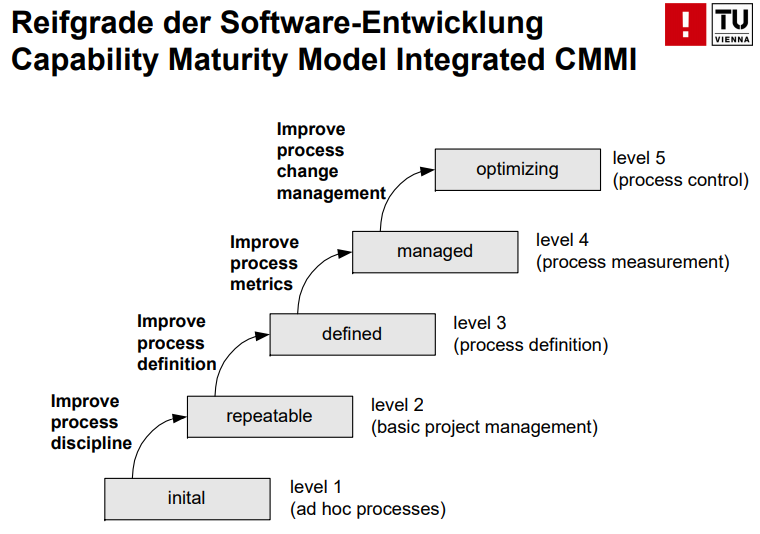 Reifgrade der Software-Entwicklung
Capability Maturity Model Integrated CMMI
!
TU
VIENNA
Improve
process
change
management
optimizing
level 5
(process control)
Improve
process
metrics
managed
level 4
(process measurement)
Improve
process
definition
defined
level 3
(process definition)
Improve
process
discipline
repeatable
level 2
(basic project management)
inital
level 1
(ad hoc processes)